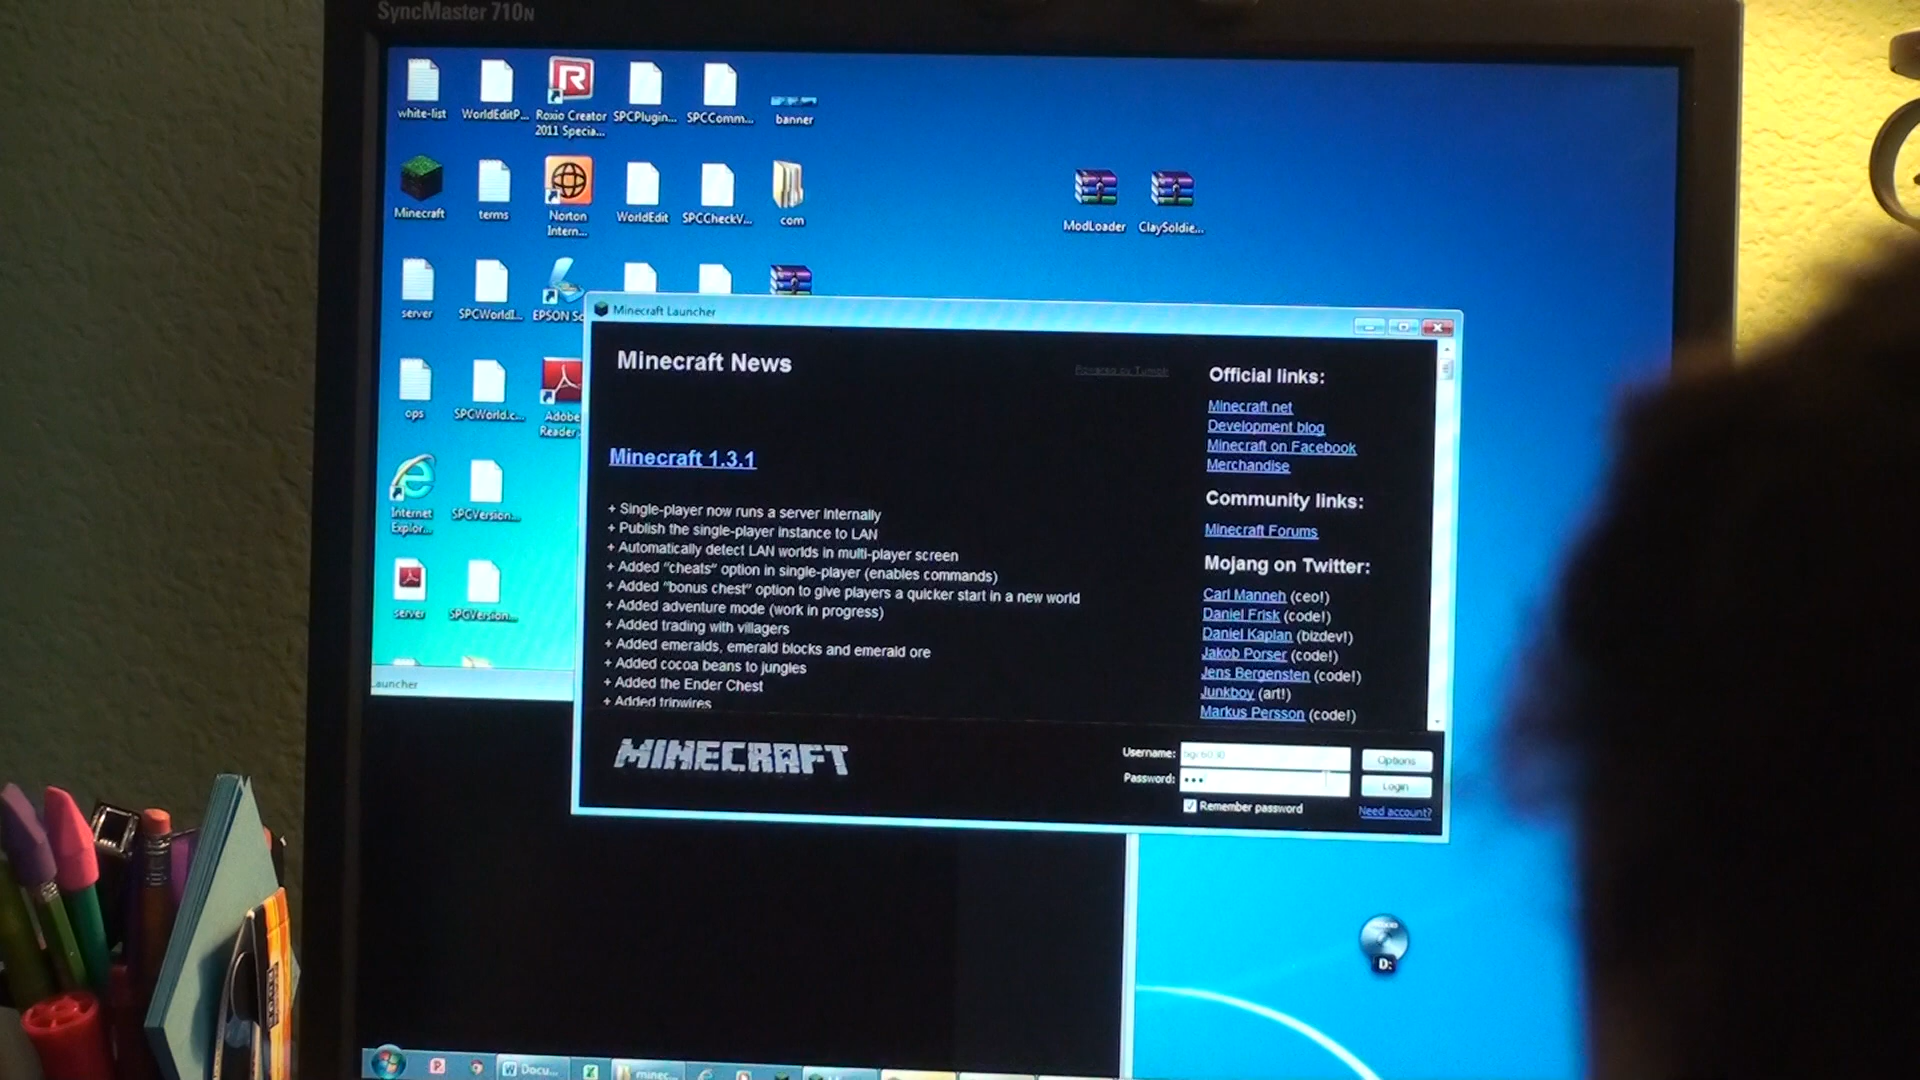 SyncMaster 710N
white-list
WorldEditP...
Roxio Creator
2011 Specia...
SPCPlugin...
SPCComm...
banner
Minecraft
terms
Norton
Intern...
WorldEdit
SPCCheckV...
com
ModLoader
ClaySoldie...
server
SPCWorldI...
EPSON Sc
ops
SPCWorld.c...
Adobe
Reader
Internet
Explor...
SPCVersion...
server
SPCVersion...
Launcher
Minecraft Launcher
Minecraft News
Powered by Tumblr
Minecraft 1.3.1
+ Single-player now runs a server internally
+ Publish the single-player instance to LAN
+ Automatically detect LAN worlds in multi-player screen
+ Added "cheats" option in single-player (enables commands)
+ Added "bonus chest" option to give players a quicker start in a new world
+ Added adventure mode (work in progress)
+ Added trading with villagers
+ Added emeralds, emerald blocks and emerald ore
+ Added cocoa beans to jungles
+ Added the Ender Chest
+ Added tripwires
Official links:
Minecraft.net
Development blog
Minecraft on Facebook
Merchandise
Community links:
Minecraft Forums
Mojang on Twitter:
Carl Manneh (ceo!)
Daniel Frisk (code!)
Daniel Kaplan (bizdev!)
Jakob Porser (code!)
Jens Bergensten (code!)
Junkboy (art!)
Markus Persson (code!)
MINECRAFT
Username:
Options
Password:
Login
Remember password
Need account?
D:
Docu...
minec...